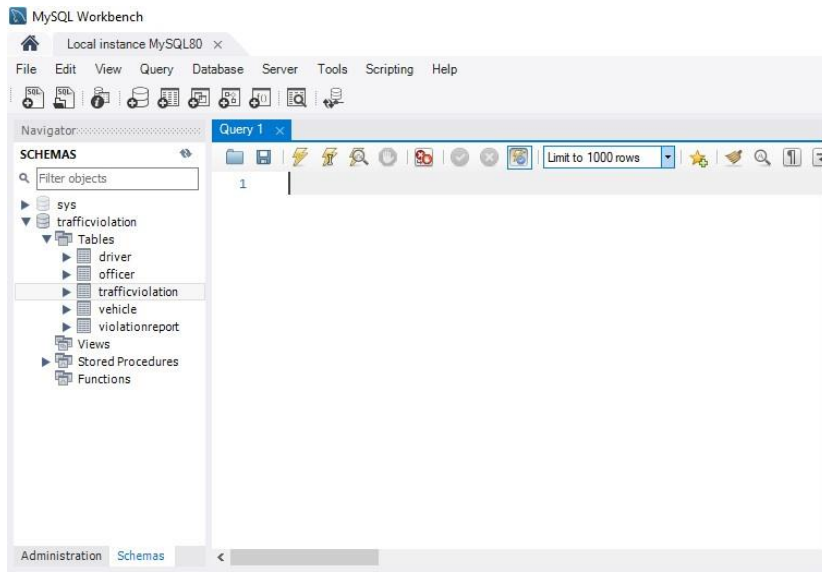 MySQL Workbench
Local instance MySQL80 ×
File Edit View Query Database Server Tools Scripting Help
SQL SQL
Navigator Query 1 ×
SCHEMAS
Limit to 1000 rows
Filter objects
1
sys
trafficviolation
Tables
driver
officer
trafficviolation
vehicle
violationreport
Views
Stored Procedures
Functions
Administration Schemas